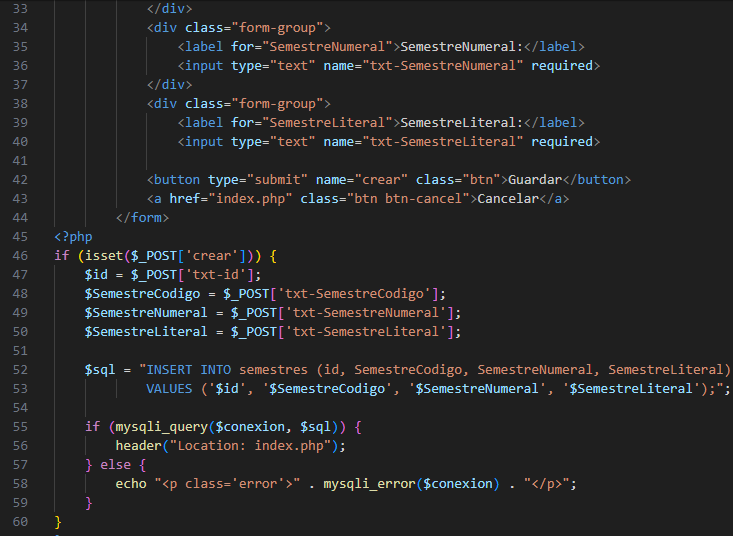 33 </div>
34 <div class="form-group">
35 <label for="SemestreNumeral">SemestreNumeral:</label>
36 <input type="text" name="txt-SemestreNumeral" required>
37 </div>
38 <div class="form-group">
39 <label for="SemestreLiteral">SemestreLiteral:</label>
40 <input type="text" name="txt-SemestreLiteral" required>
41
42 <button type="submit" name="crear" class="btn">Guardar</button>
43 <a href="index.php" class="btn btn-cancel">Cancelar</a>
44 </form>
45 <?php
46 if (isset($_POST['crear'])) {
47 $id = $_POST['txt-id'];
48 $SemestreCodigo = $_POST['txt-SemestreCodigo'];
49 $SemestreNumeral = $_POST['txt-SemestreNumeral'];
50 $SemestreLiteral = $_POST['txt-SemestreLiteral'];
51
52 $sql = "INSERT INTO semestres (id, SemestreCodigo, SemestreNumeral, SemestreLiteral)
53 VALUES ('$id', '$SemestreCodigo', '$SemestreNumeral', '$SemestreLiteral');";
54
55 if (mysqli_query($conexion, $sql)) {
56 header("Location: index.php");
57 } else {
58 echo "<p class='error'>" . mysqli_error($conexion) . "</p>";
59 }
60 }